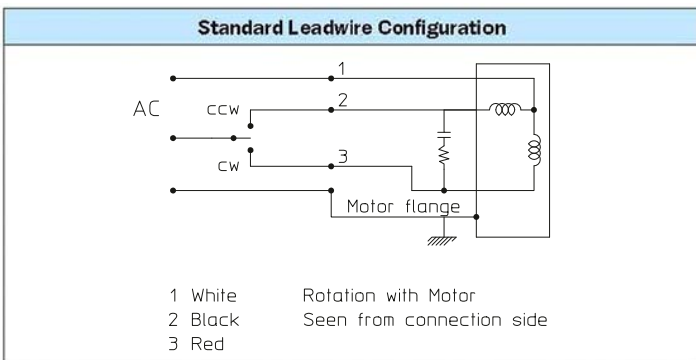 Standard Leadwire Configuration
1
AC
CCW
2
CW
3
Motor flange
1 White Rotation with Motor
2 Black Seen from connection side
3 Red